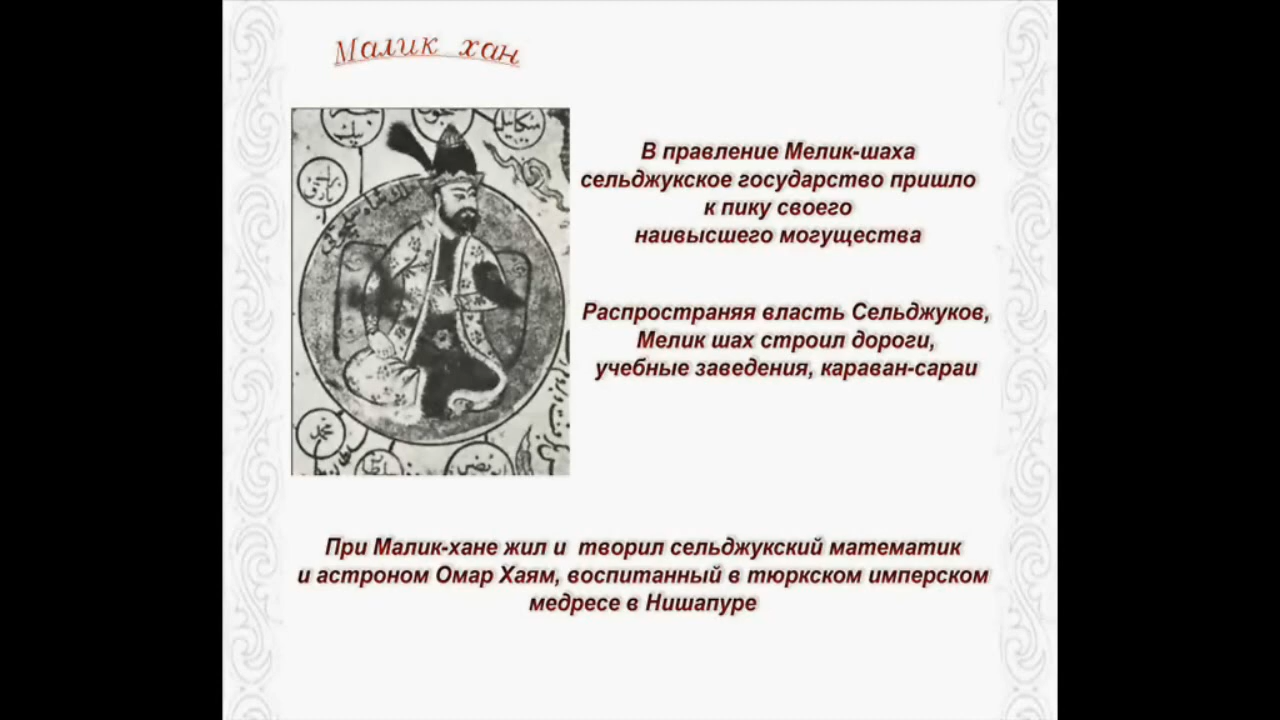 Малик хан
В правление Мелик-шаха
сельджукское государство пришло
к пику своего
наивысшего могущества
Распространяя власть Сельджуков,
Мелик шах строил дороги,
учебные заведения, караван-сараи
При Малик-хане жил и творил сельджукский математик
и астроном Омар Хаям, воспитанный в тюркском имперском
медресе в Нишапуре
محمد